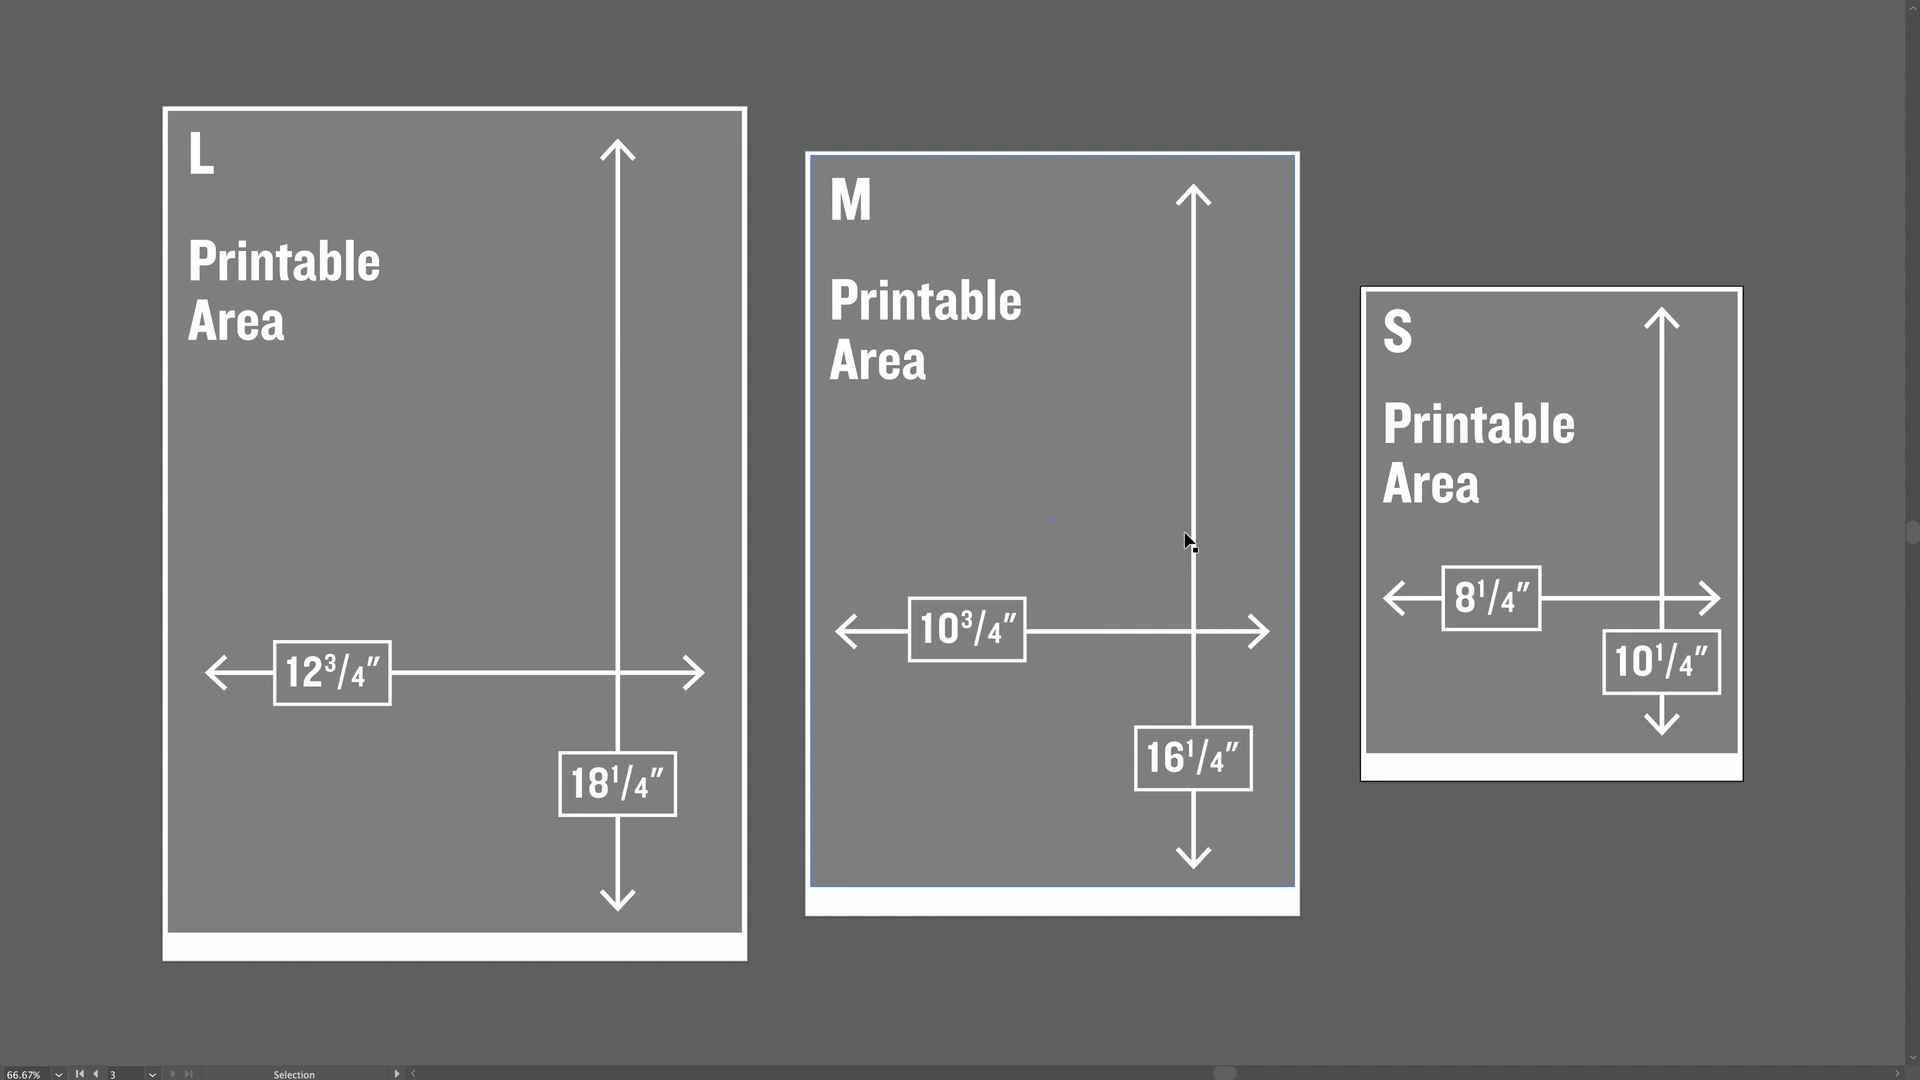 L
Printable
Area
12³/₄″
18¹/₄″
M
Printable
Area
10³/₄″
16¹/₄″
S
Printable
Area
8¹/₄″
10¹/₄″
66.67%
3
Selection